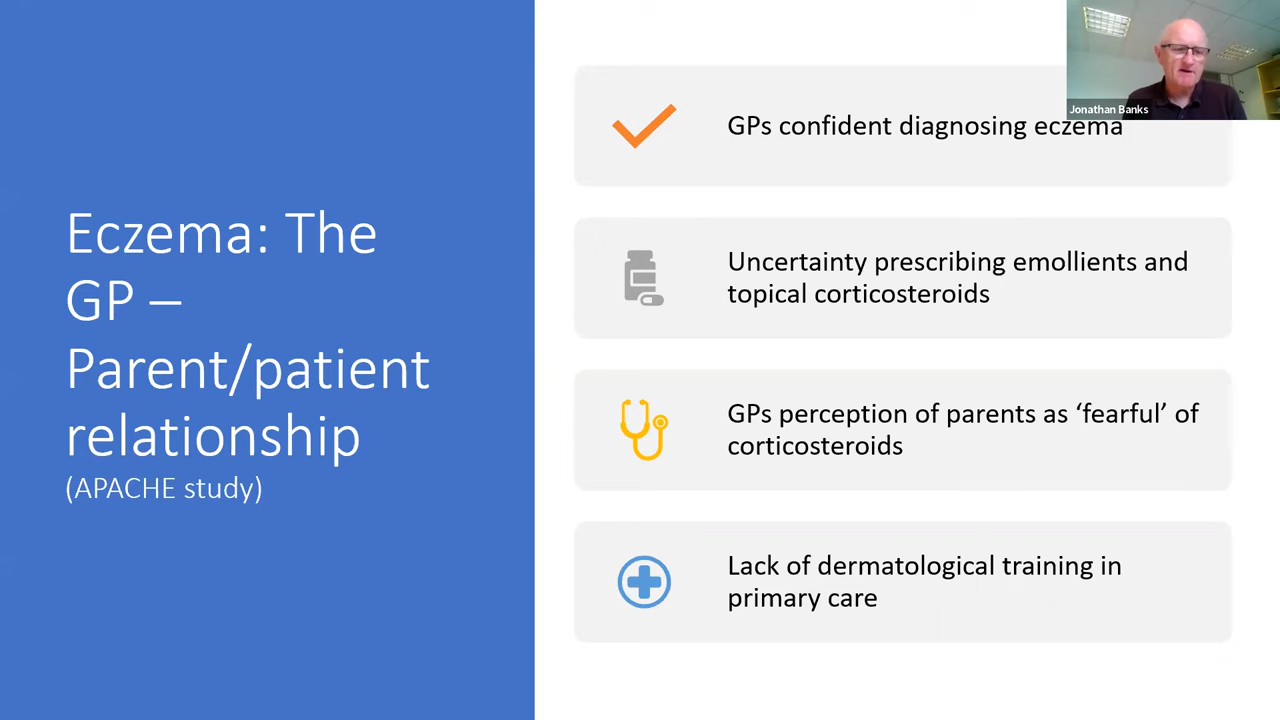 Eczema: The
GP –
Parent/patient
relationship
(APACHE study)
GPs confident diagnosing eczema
Uncertainty prescribing emollients and
topical corticosteroids
GPs perception of parents as ‘fearful’ of
corticosteroids
Lack of dermatological training in
primary care
Jonathan Banks